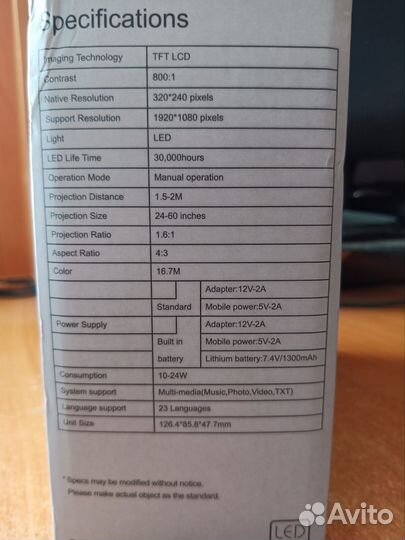 Specifications
Imaging Technology TFT LCD
Contrast 800:1
Native Resolution 320*240 pixels
Support Resolution 1920*1080 pixels
Light LED
LED Life Time 30,000hours
Operation Mode Manual operation
Projection Distance 1.5-2M
Projection Size 24-60 inches
Projection Ratio 1.6:1
Aspect Ratio 4:3
Color 16.7M
Power Supply
Standard
Adapter:12V-2A
Mobile power:5V-2A
Built in
battery
Adapter:12V-2A
Mobile power:5V-2A
Lithium battery:7.4V/1300mAh
Consumption 10-24W
System support Multi-media(Music,Photo,Video,TXT)
Language support 23 Languages
Unit Size 126.4*85.8*47.7mm
*Specs may be modified without notice.
Please make actual object as the standard.
LED
Avito